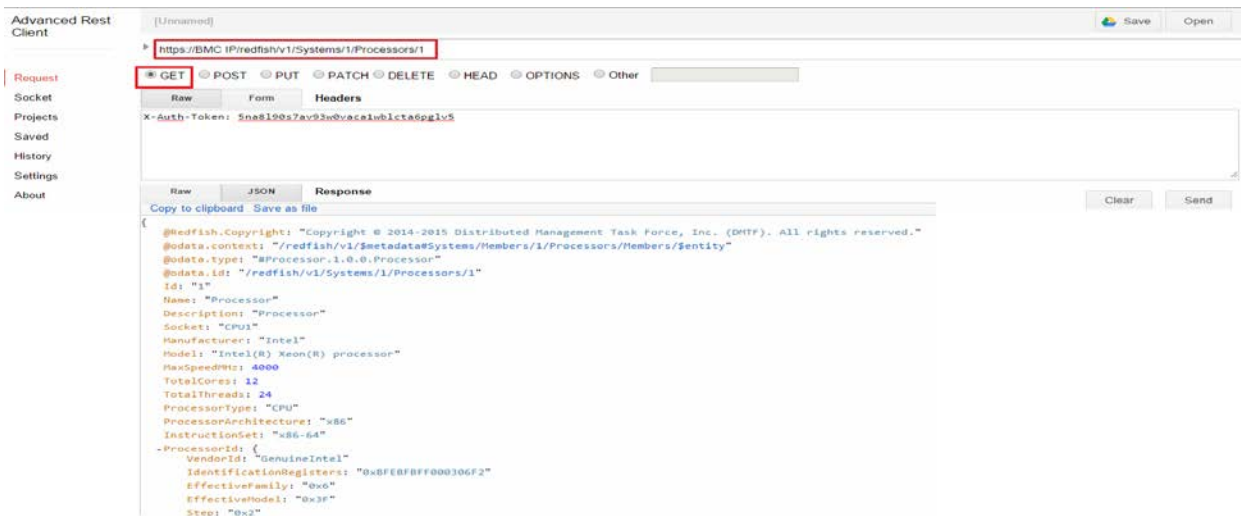 Advanced Rest Client
[Unnamed]
Save
Open
https://BMC IP/redfish/v1/Systems/1/Processors/1
Request
Socket
Projects
Saved
History
Settings
About
GET POST PUT PATCH DELETE HEAD OPTIONS Other
Raw Form Headers
X-Auth-Token: 5na8l90s7av93w0vaca1wblcta6pglv5
Raw JSON Response
Clear
Send
Copy to clipboard Save as file
{
@Redfish.Copyright: "Copyright © 2014-2015 Distributed Management Task Force, Inc. (DMTF). All rights reserved."
@odata.context: "/redfish/v1/$metadata#Systems/Members/1/Processors/Members/$entity"
@odata.type: "#Processor.1.0.0.Processor"
@odata.id: "/redfish/v1/Systems/1/Processors/1"
Id: "1"
Name: "Processor"
Description: "Processor"
Socket: "CPU1"
Manufacturer: "Intel"
Model: "Intel(R) Xeon(R) processor"
MaxSpeedMHz: 4000
TotalCores: 12
TotalThreads: 24
ProcessorType: "CPU"
ProcessorArchitecture: "x86"
InstructionSet: "x86-64"
-ProcessorId: {
VendorId: "GenuineIntel"
IdentificationRegisters: "0xBFEBFBFF000306F2"
EffectiveFamily: "0x6"
EffectiveModel: "0x3F"
Step: "0x2"